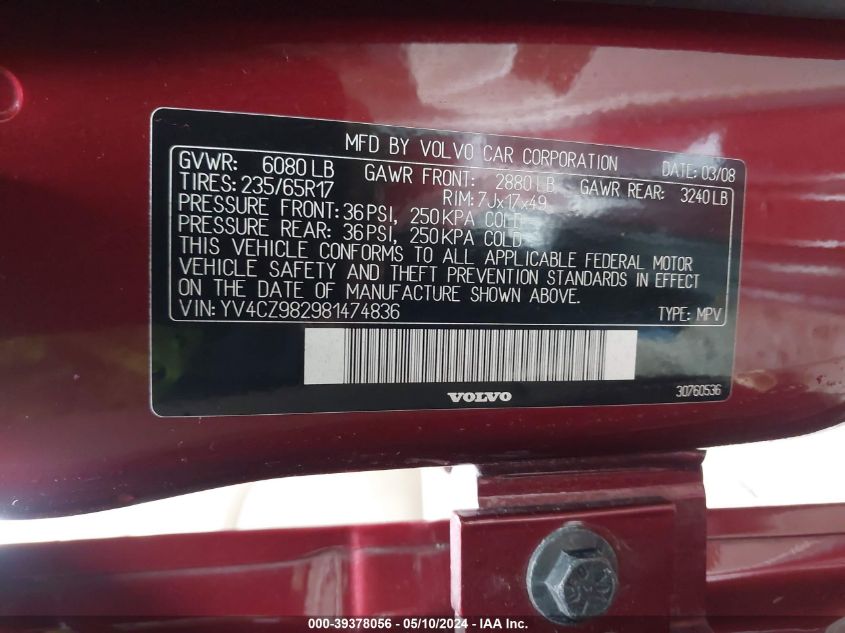 MFD BY VOLVO CAR CORPORATION DATE: 03/08
GVWR: 6080 LB GAWR FRONT: 2880 LB GAWR REAR: 3240 LB
TIRES: 235/65R17 RIM: 7Jx17x49
PRESSURE FRONT: 36 PSI, 250 KPA COLD
PRESSURE REAR: 36 PSI, 250 KPA COLD
THIS VEHICLE CONFORMS TO ALL APPLICABLE FEDERAL MOTOR
VEHICLE SAFETY AND THEFT PREVENTION STANDARDS IN EFFECT
ON THE DATE OF MANUFACTURE SHOWN ABOVE.
VIN: YV4CZ982981474836 TYPE: MPV
VOLVO 30760536
000-39378056 — 05/10/2024 — IAA Inc.